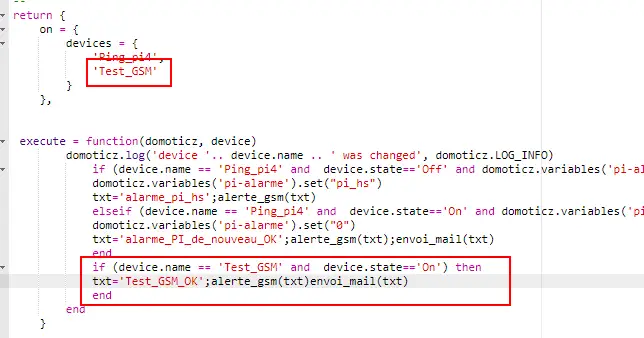 --
return {
on = {
devices = {
'Ping_pi4',
'Test_GSM'
}
},
execute = function(domoticz, device)
domoticz.log('device '.. device.name .. ' was changed', domoticz.LOG_INFO)
if (device.name == 'Ping_pi4' and device.state=='Off' and domoticz.variables('pi-al
domoticz.variables('pi-alarme').set("pi_hs")
txt='alarme_pi_hs';alerte_gsm(txt)
elseif (device.name == 'Ping_pi4' and device.state=='On' and domoticz.variables('pi
domoticz.variables('pi-alarme').set("0")
txt='alarme_PI_de_nouveau_OK';alerte_gsm(txt);envoi_mail(txt)
end
if (device.name == 'Test_GSM' and device.state=='On') then
txt='Test_GSM_OK';alerte_gsm(txt)envoi_mail(txt)
end
end
}